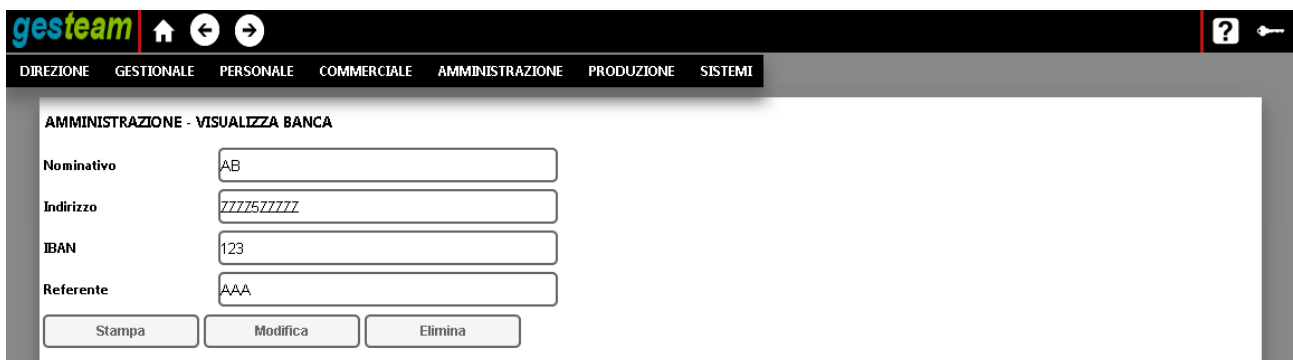 gesteam
?
DIREZIONE GESTIONALE PERSONALE COMMERCIALE AMMINISTRAZIONE PRODUZIONE SISTEMI
AMMINISTRAZIONE - VISUALIZZA BANCA
Nominativo AB
Indirizzo ZZZZ5ZZZZZ
IBAN 123
Referente AAA
Stampa Modifica Elimina